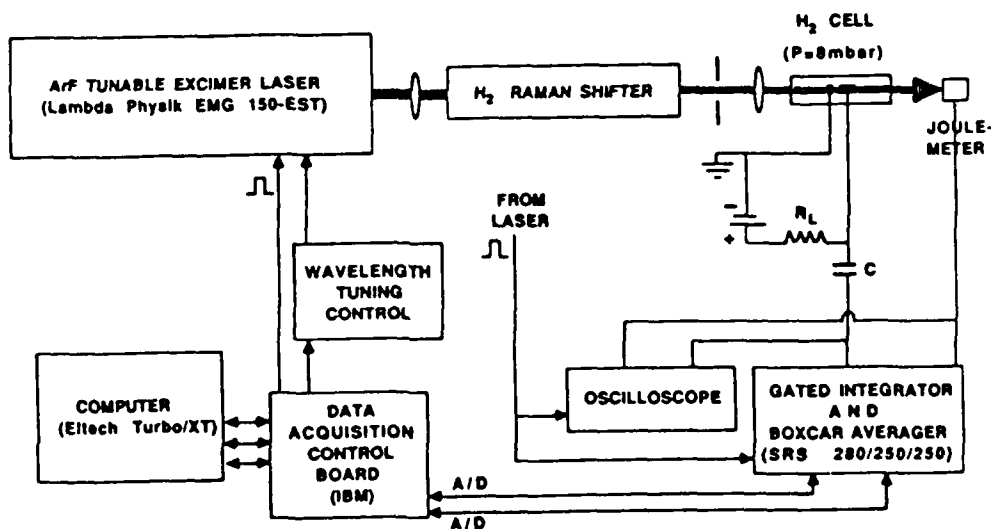 ArF TUNABLE EXCIMER LASER
(Lambda Physik EMG 150-EST)
H2 RAMAN SHIFTER
H2 CELL
(P=8mbar)
JOULE-
METER
FROM
LASER
-
+
RL
C
WAVELENGTH
TUNING
CONTROL
COMPUTER
(Eltech Turbo/XT)
DATA
ACQUISITION
CONTROL
BOARD
(IBM)
OSCILLOSCOPE
GATED INTEGRATOR
AND
BOXCAR AVERAGER
(SRS 280/250/250)
A/D
A/D